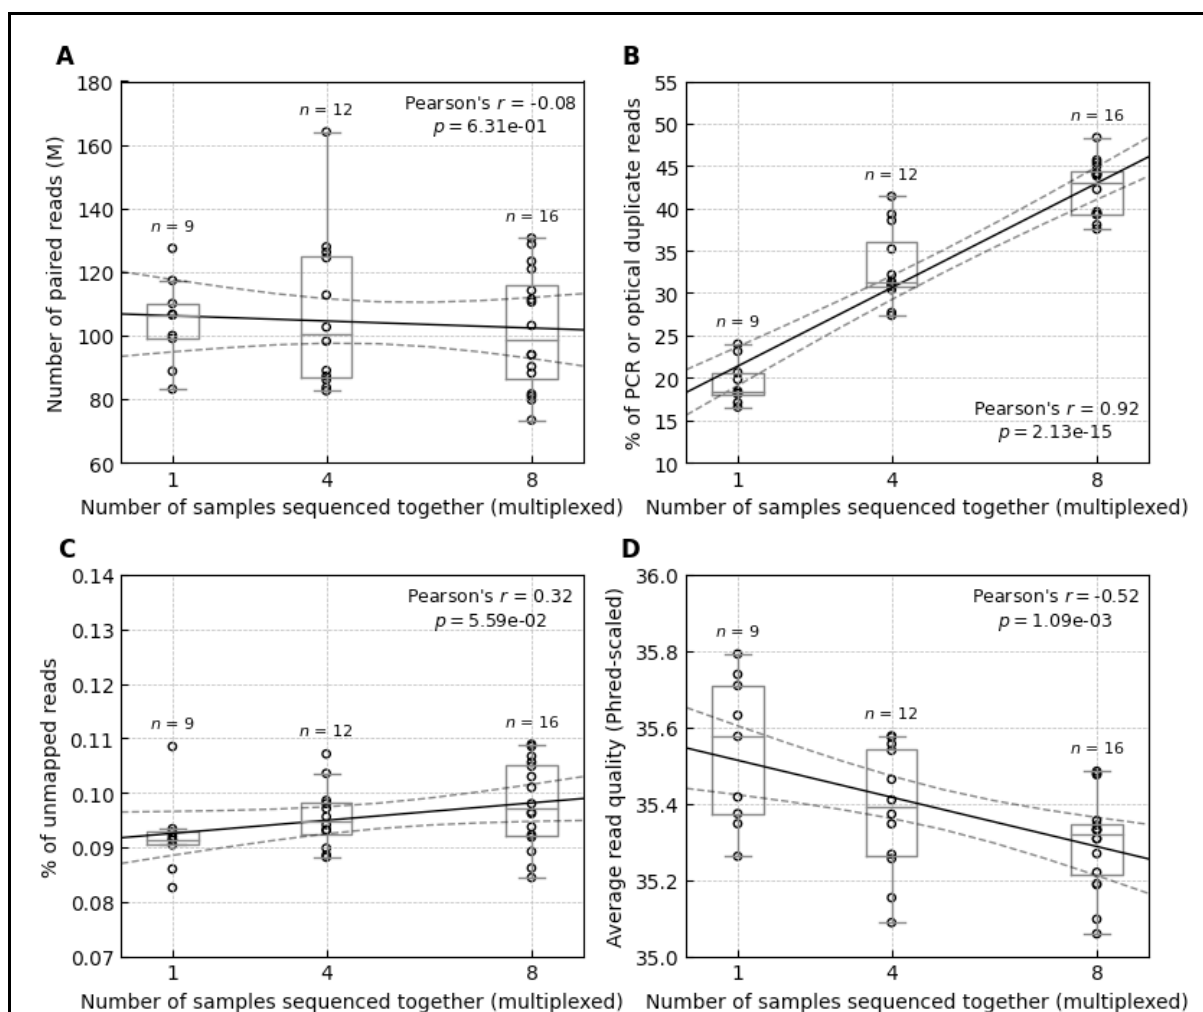 A
Number of paired reads (M)
180
160
140
120
100
80
60
n = 9
n = 12
n = 16
Pearson's r = -0.08
p = 6.31e-01
1
4
8
Number of samples sequenced together (multiplexed)
B
% of PCR or optical duplicate reads
55
50
45
40
35
30
25
20
15
10
n = 9
n = 12
n = 16
Pearson's r = 0.92
p = 2.13e-15
1
4
8
Number of samples sequenced together (multiplexed)
C
% of unmapped reads
0.14
0.13
0.12
0.11
0.10
0.09
0.08
0.07
n = 9
n = 12
n = 16
Pearson's r = 0.32
p = 5.59e-02
1
4
8
Number of samples sequenced together (multiplexed)
D
Average read quality (Phred-scaled)
36.0
35.8
35.6
35.4
35.2
35.0
n = 9
n = 12
n = 16
Pearson's r = -0.52
p = 1.09e-03
1
4
8
Number of samples sequenced together (multiplexed)